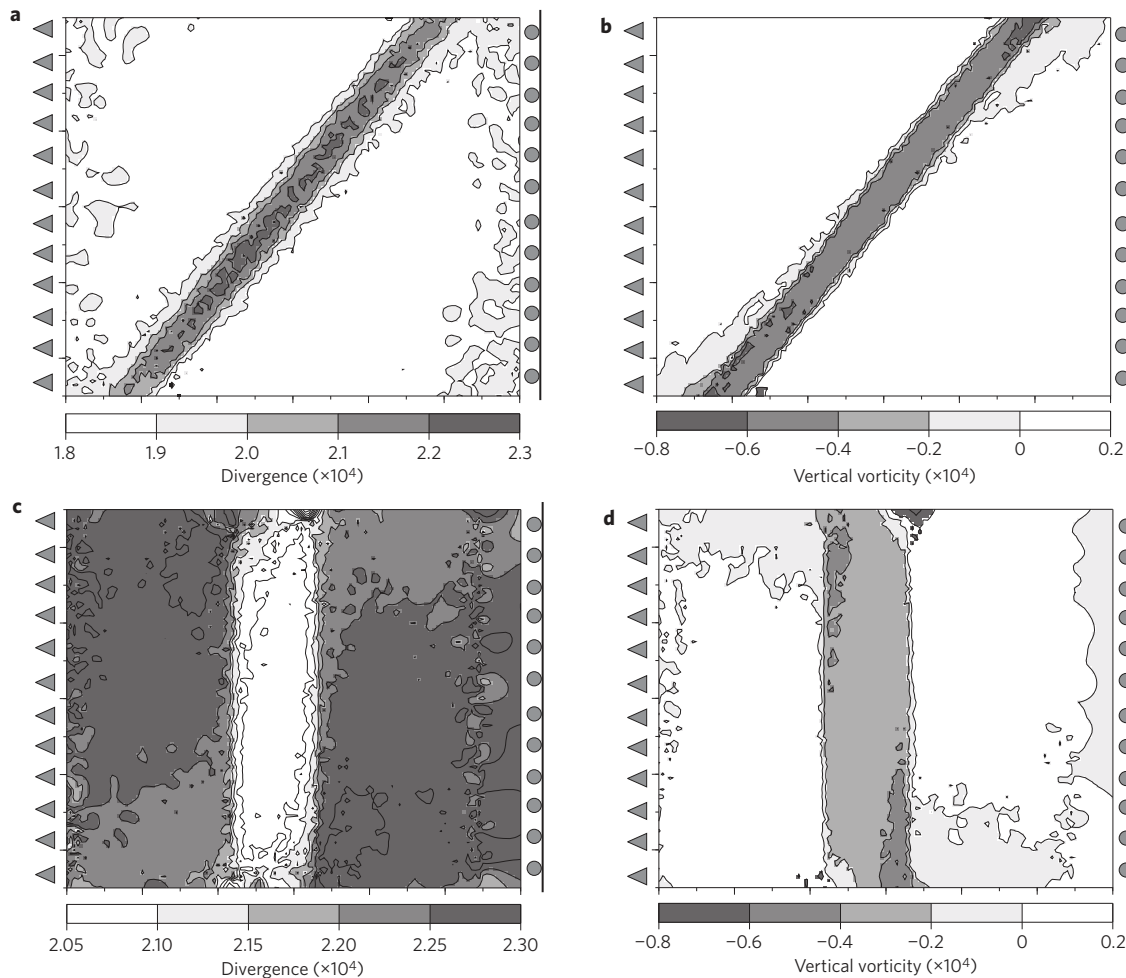 a
b
1.8 1.9 2.0 2.1 2.2 2.3
Divergence (×10⁴)
−0.8 −0.6 −0.4 −0.2 0 0.2
Vertical vorticity (×10⁴)
c
d
2.05 2.10 2.15 2.20 2.25 2.30
Divergence (×10⁴)
−0.8 −0.6 −0.4 −0.2 0 0.2
Vertical vorticity (×10⁴)